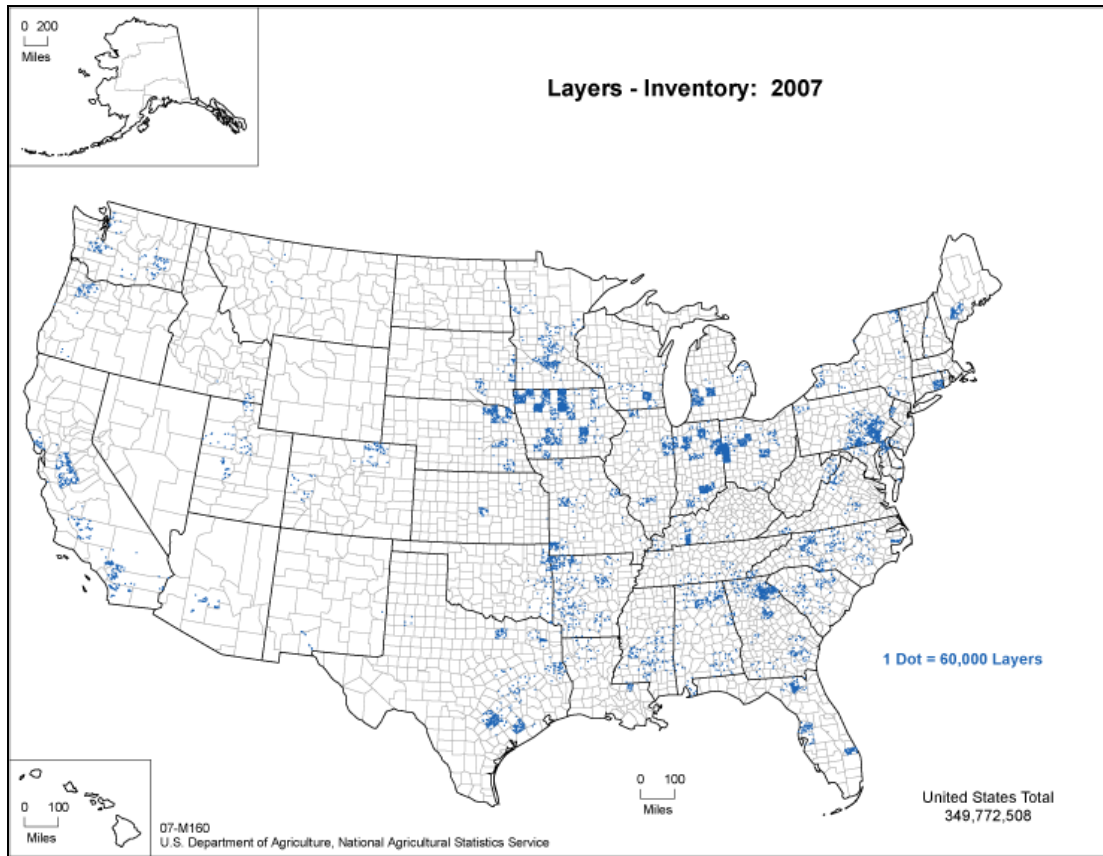 0 200
Miles
Layers - Inventory: 2007
1 Dot = 60,000 Layers
0 100
Miles
0 100
Miles
United States Total
349,772,508
07-M160
U.S. Department of Agriculture, National Agricultural Statistics Service